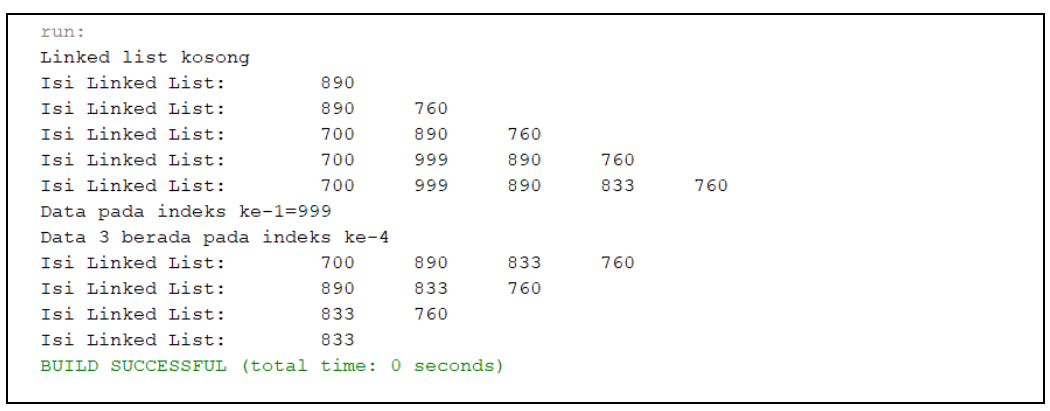 run:
Linked list kosong
Isi Linked List: 890
Isi Linked List: 890 760
Isi Linked List: 700 890 760
Isi Linked List: 700 999 890 760
Isi Linked List: 700 999 890 833 760
Data pada indeks ke-1=999
Data 3 berada pada indeks ke-4
Isi Linked List: 700 890 833 760
Isi Linked List: 890 833 760
Isi Linked List: 833 760
Isi Linked List: 833
BUILD SUCCESSFUL (total time: 0 seconds)